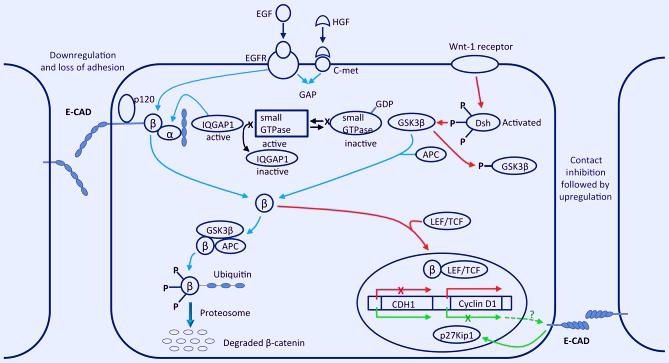 EGF
HGF
EGFR
C-met
GAP
Wnt-1 receptor
Downregulation
and loss of adhesion
E-CAD
p120
β
α
IQGAP1
active
X
small
GTPase
active
IQGAP1
inactive
X
small
GTPase
inactive
GDP
GSK3β
APC
P
P
P
Dsh
Activated
P
GSK3β
Contact
inhibition
followed by
upregulation
β
GSK3β
β
APC
LEF/TCF
P
P
P
β
Ubiquitin
Proteosome
Degraded β-catenin
β
LEF/TCF
X
CDH1
Cyclin D1
X
?
p27Kip1
E-CAD